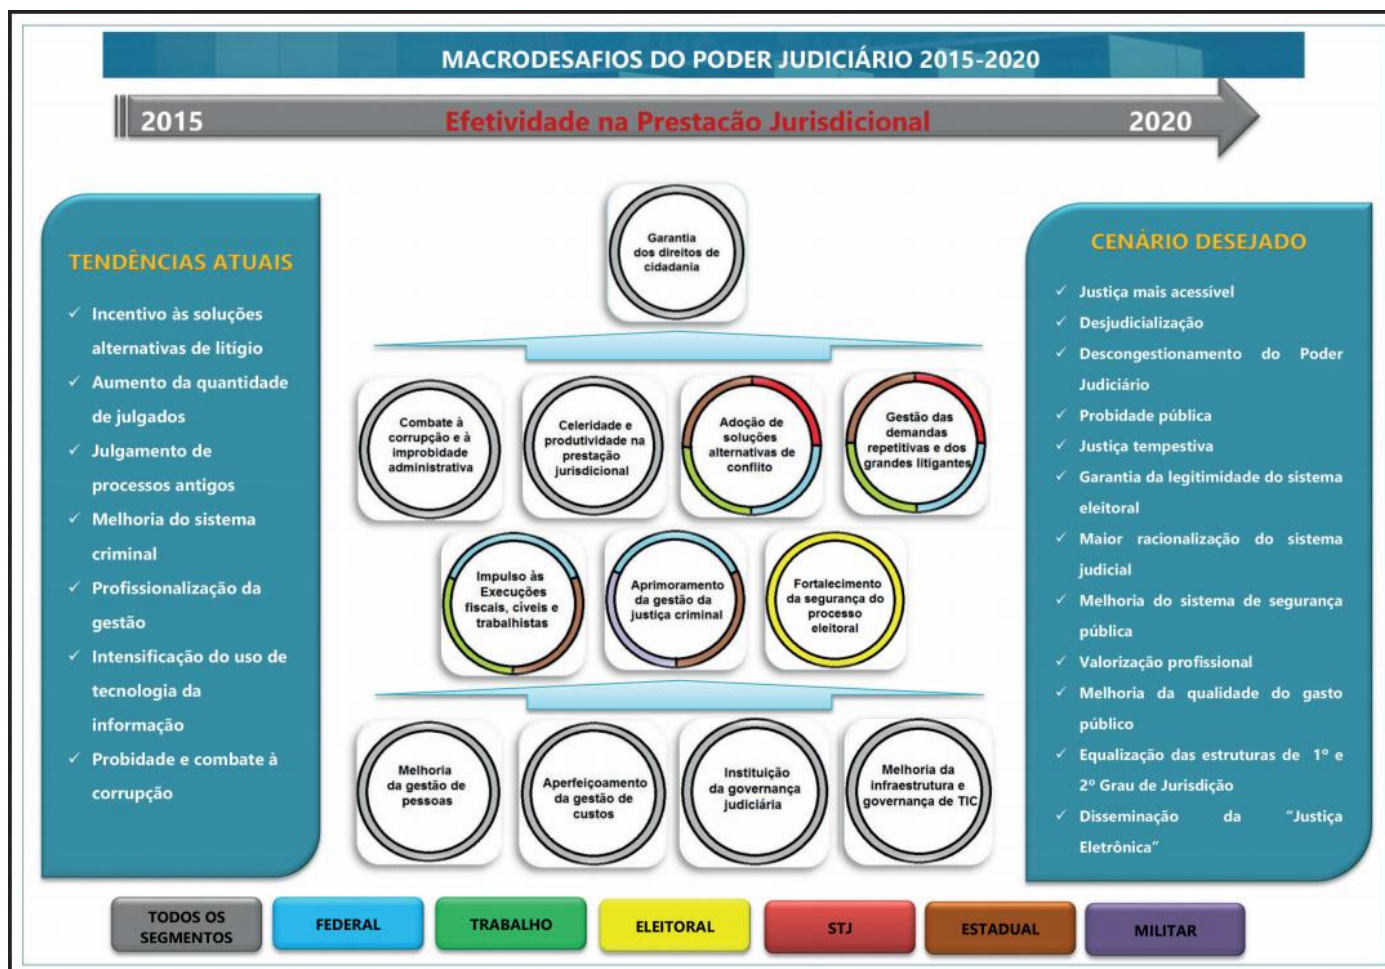 MACRODESAFIOS DO PODER JUDICIÁRIO 2015-2020
2015
Efetividade na Prestacão Jurisdicional
2020
TENDÊNCIAS ATUAIS
✓ Incentivo às soluções
alternativas de litígio
✓ Aumento da quantidade
de julgados
✓ Julgamento de
processos antigos
✓ Melhoria do sistema
criminal
✓ Profissionalização da
gestão
✓ Intensificação do uso de
tecnologia da
informação
✓ Probidade e combate à
corrupção
Garantia
dos direitos de
cidadania
Combate à
corrupção e à
improbidade
administrativa
Celeridade e
produtividade na
prestação
jurisdicional
Adoção de
soluções
alternativas de
conflito
Gestão das
demandas
repetitivas e dos
grandes litigantes
Impulso às
Execuções
fiscais, cíveis e
trabalhistas
Aprimoramento
da gestão da
justiça criminal
Fortalecimento
da segurança do
processo
eleitoral
Melhoria
da gestão de
pessoas
Aperfeiçoamento
da gestão de
custos
Instituição
da governança
judiciária
Melhoria da
infraestrutura e
governança de TIC
CENÁRIO DESEJADO
✓ Justiça mais acessível
✓ Desjudicialização
✓ Descongestionamento do Poder
Judiciário
✓ Probidade pública
✓ Justiça tempestiva
✓ Garantia da legitimidade do sistema
eleitoral
✓ Maior racionalização do sistema
judicial
✓ Melhoria do sistema de segurança
pública
✓ Valorização profissional
✓ Melhoria da qualidade do gasto
público
✓ Equalização das estruturas de 1º e
2º Grau de Jurisdição
✓ Disseminação da "Justiça
Eletrônica"
TODOS OS
SEGMENTOS
FEDERAL
TRABALHO
ELEITORAL
STJ
ESTADUAL
MILITAR